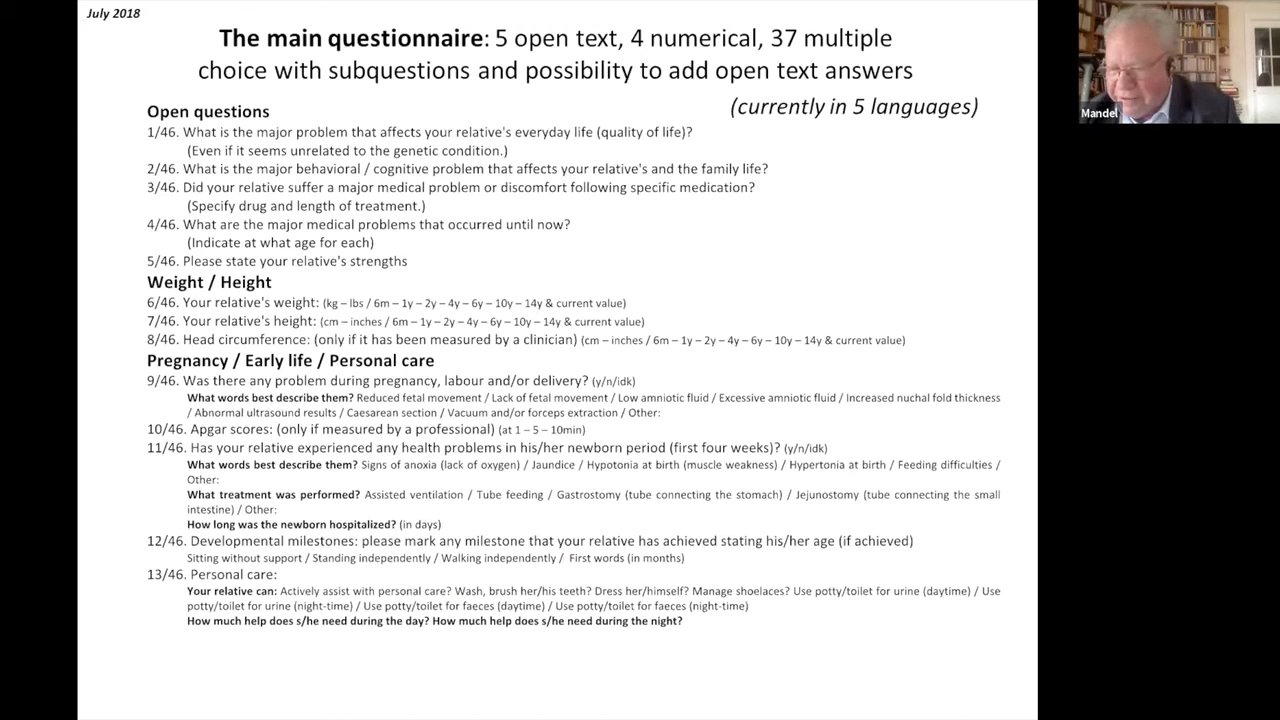 July 2018
The main questionnaire: 5 open text, 4 numerical, 37 multiple
choice with subquestions and possibility to add open text answers
(currently in 5 languages)
Open questions
1/46. What is the major problem that affects your relative's everyday life (quality of life)?
(Even if it seems unrelated to the genetic condition.)
2/46. What is the major behavioral / cognitive problem that affects your relative's and the family life?
3/46. Did your relative suffer a major medical problem or discomfort following specific medication?
(Specify drug and length of treatment.)
4/46. What are the major medical problems that occurred until now?
(Indicate at what age for each)
5/46. Please state your relative's strengths
Weight / Height
6/46. Your relative's weight: (kg – lbs / 6m – 1y – 2y – 4y – 6y – 10y – 14y & current value)
7/46. Your relative's height: (cm – inches / 6m – 1y – 2y – 4y – 6y – 10y – 14y & current value)
8/46. Head circumference: (only if it has been measured by a clinician) (cm – inches / 6m – 1y – 2y – 4y – 6y – 10y – 14y & current value)
Pregnancy / Early life / Personal care
9/46. Was there any problem during pregnancy, labour and/or delivery? (y/n/idk)
What words best describe them? Reduced fetal movement / Lack of fetal movement / Low amniotic fluid / Excessive amniotic fluid / Increased nuchal fold thickness
/ Abnormal ultrasound results / Caesarean section / Vacuum and/or forceps extraction / Other:
10/46. Apgar scores: (only if measured by a professional) (at 1 – 5 – 10min)
11/46. Has your relative experienced any health problems in his/her newborn period (first four weeks)? (y/n/idk)
What words best describe them? Signs of anoxia (lack of oxygen) / Jaundice / Hypotonia at birth (muscle weakness) / Hypertonia at birth / Feeding difficulties /
Other:
What treatment was performed? Assisted ventilation / Tube feeding / Gastrostomy (tube connecting the stomach) / Jejunostomy (tube connecting the small
intestine) / Other:
How long was the newborn hospitalized? (in days)
12/46. Developmental milestones: please mark any milestone that your relative has achieved stating his/her age (if achieved)
Sitting without support / Standing independently / Walking independently / First words (in months)
13/46. Personal care:
Your relative can: Actively assist with personal care? Wash, brush her/his teeth? Dress her/himself? Manage shoelaces? Use potty/toilet for urine (daytime) / Use
potty/toilet for urine (night-time) / Use potty/toilet for faeces (daytime) / Use potty/toilet for faeces (night-time)
How much help does s/he need during the day? How much help does s/he need during the night?
Mandel